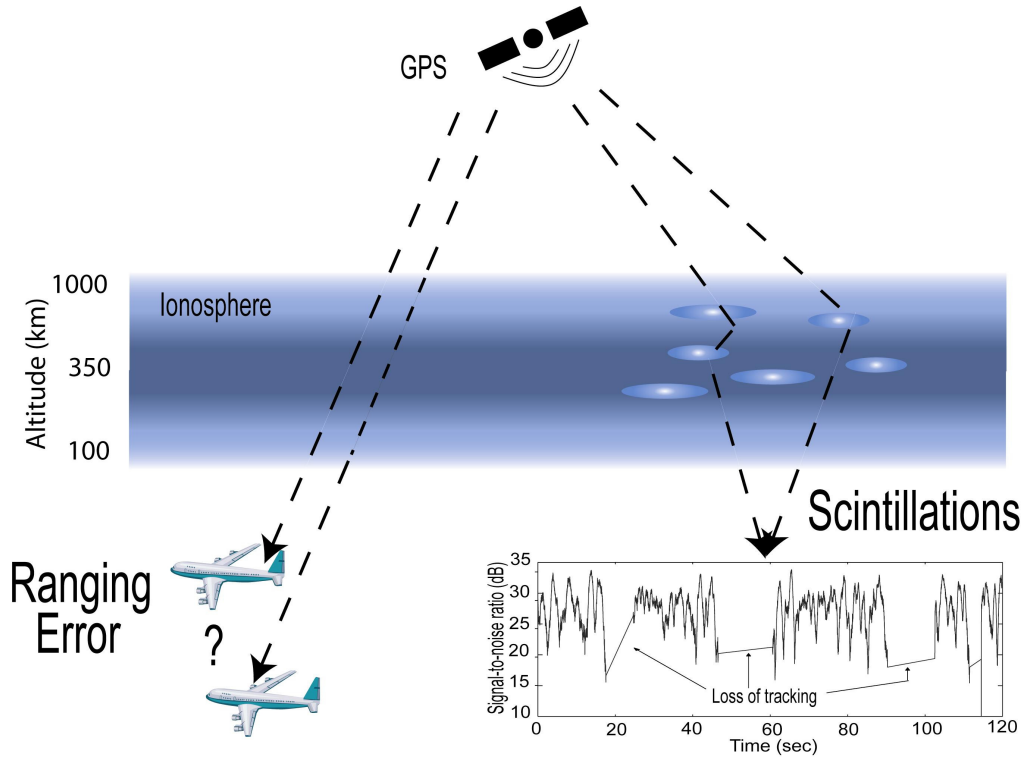 GPS
1000
Ionosphere
Altitude (km)
350
100
Scintillations
Ranging
Error
?
Signal-to-noise ratio (dB)
35
30
25
20
15
10
Loss of tracking
0
20
40
60
80
100
120
Time (sec)